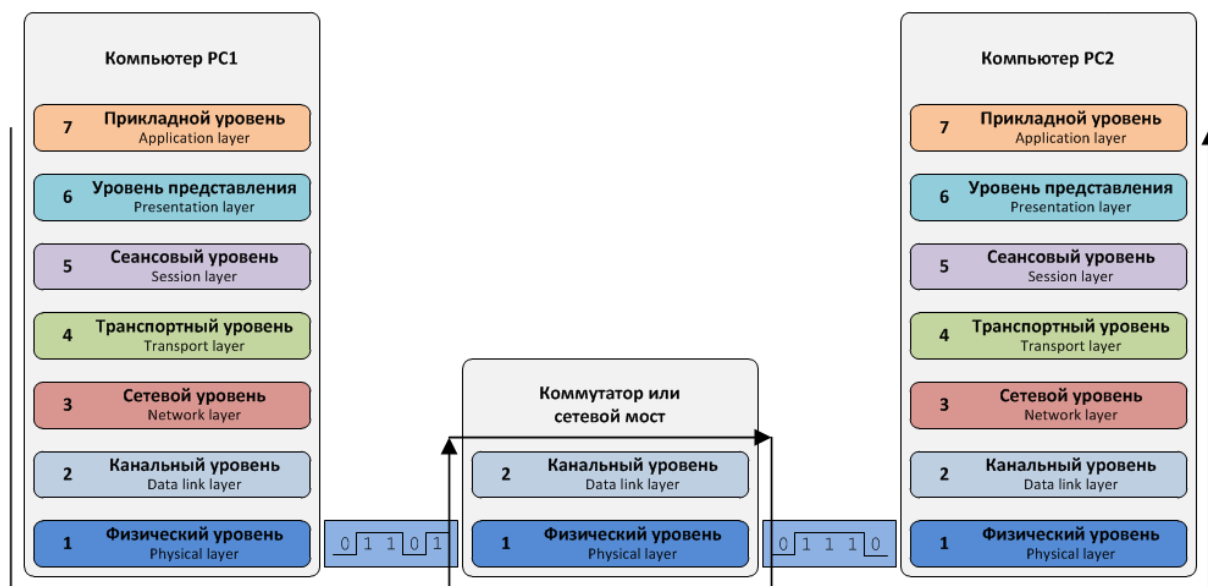 Компьютер PC1
7
Прикладной уровень
Application layer
6
Уровень представления
Presentation layer
5
Сеансовый уровень
Session layer
4
Транспортный уровень
Transport layer
3
Сетевой уровень
Network layer
2
Канальный уровень
Data link layer
1
Физический уровень
Physical layer
0 1 1 0 1
Коммутатор или
сетевой мост
2
Канальный уровень
Data link layer
1
Физический уровень
Physical layer
0 1 1 1 0
Компьютер PC2
7
Прикладной уровень
Application layer
6
Уровень представления
Presentation layer
5
Сеансовый уровень
Session layer
4
Транспортный уровень
Transport layer
3
Сетевой уровень
Network layer
2
Канальный уровень
Data link layer
1
Физический уровень
Physical layer